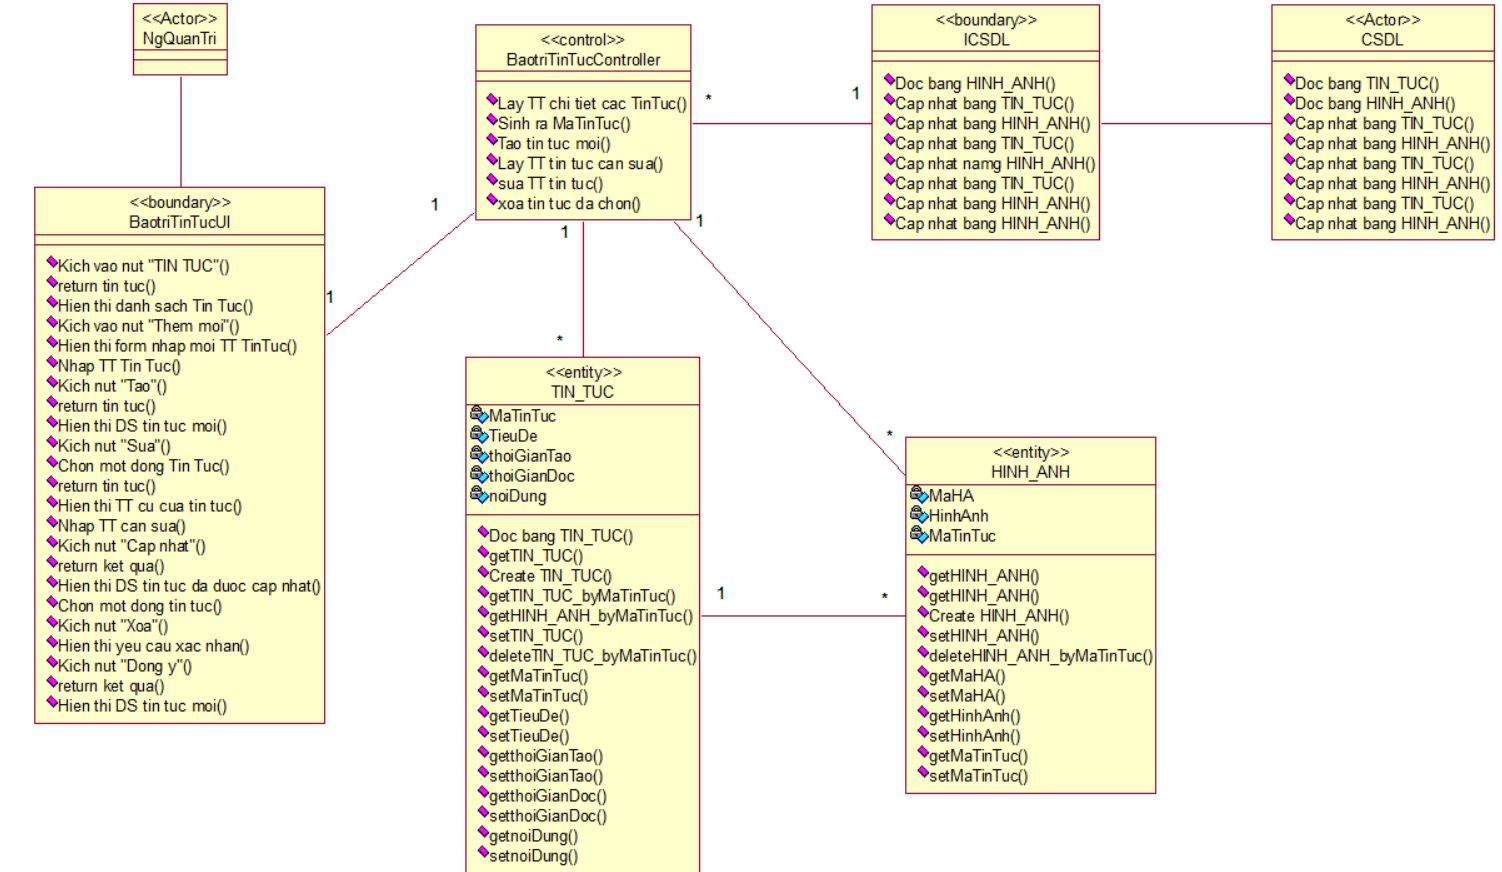 <<Actor>>
NgQuanTri
<<boundary>>
BaotriTinTucUI
Kich vao nut "TIN TUC"()
return tin tuc()
Hien thi danh sach Tin Tuc()
Kich vao nut "Them moi"()
Hien thi form nhap moi TT TinTuc()
Nhap TT Tin Tuc()
Kich nut "Tao"()
return tin tuc()
Hien thi DS tin tuc moi()
Kich nut "Sua"()
Chon mot dong Tin Tuc()
return tin tuc()
Hien thi TT cu cua tin tuc()
Nhap TT can sua()
Kich nut "Cap nhat"()
return ket qua()
Hien thi DS tin tuc da duoc cap nhat()
Chon mot dong tin tuc()
Kich nut "Xoa"()
Hien thi yeu cau xac nhan()
Kich nut "Dong y"()
return ket qua()
Hien thi DS tin tuc moi()
1
1
<<control>>
BaotriTinTucController
Lay TT chi tiet cac TinTuc()
Sinh ra MaTinTuc()
Tao tin tuc moi()
Lay TT tin tuc can sua()
sua TT tin tuc()
xoa tin tuc da chon()
*
1
1
*
1
*
<<boundary>>
ICSDL
Doc bang HINH_ANH()
Cap nhat bang TIN_TUC()
Cap nhat bang HINH_ANH()
Cap nhat bang TIN_TUC()
Cap nhat namg HINH_ANH()
Cap nhat bang TIN_TUC()
Cap nhat bang HINH_ANH()
Cap nhat bang HINH_ANH()
<<Actor>>
CSDL
Doc bang TIN_TUC()
Doc bang HINH_ANH()
Cap nhat bang TIN_TUC()
Cap nhat bang HINH_ANH()
Cap nhat bang TIN_TUC()
Cap nhat bang HINH_ANH()
Cap nhat bang TIN_TUC()
Cap nhat bang HINH_ANH()
<<entity>>
TIN_TUC
MaTinTuc
TieuDe
thoiGianTao
thoiGianDoc
noiDung
Doc bang TIN_TUC()
getTIN_TUC()
Create TIN_TUC()
getTIN_TUC_byMaTinTuc()
getHINH_ANH_byMaTinTuc()
setTIN_TUC()
deleteTIN_TUC_byMaTinTuc()
getMaTinTuc()
setMaTinTuc()
getTieuDe()
setTieuDe()
getthoiGianTao()
setthoiGianTao()
getthoiGianDoc()
setthoiGianDoc()
getnoiDung()
setnoiDung()
1
*
<<entity>>
HINH_ANH
MaHA
HinhAnh
MaTinTuc
getHINH_ANH()
getHINH_ANH()
Create HINH_ANH()
setHINH_ANH()
deleteHINH_ANH_byMaTinTuc()
getMaHA()
setMaHA()
getHinhAnh()
setHinhAnh()
getMaTinTuc()
setMaTinTuc()